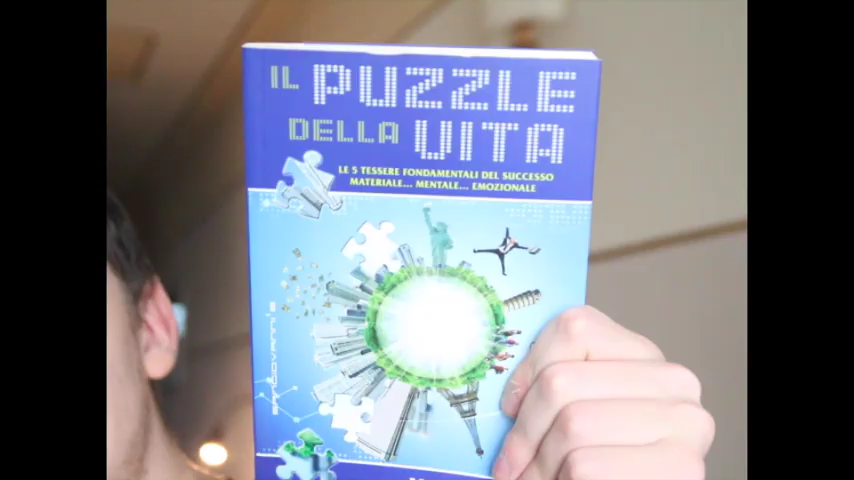 IL PUZZLE
DELLA VITA
LE 5 TESSERE FONDAMENTALI DEL SUCCESSO
MATERIALE... MENTALE... EMOZIONALE